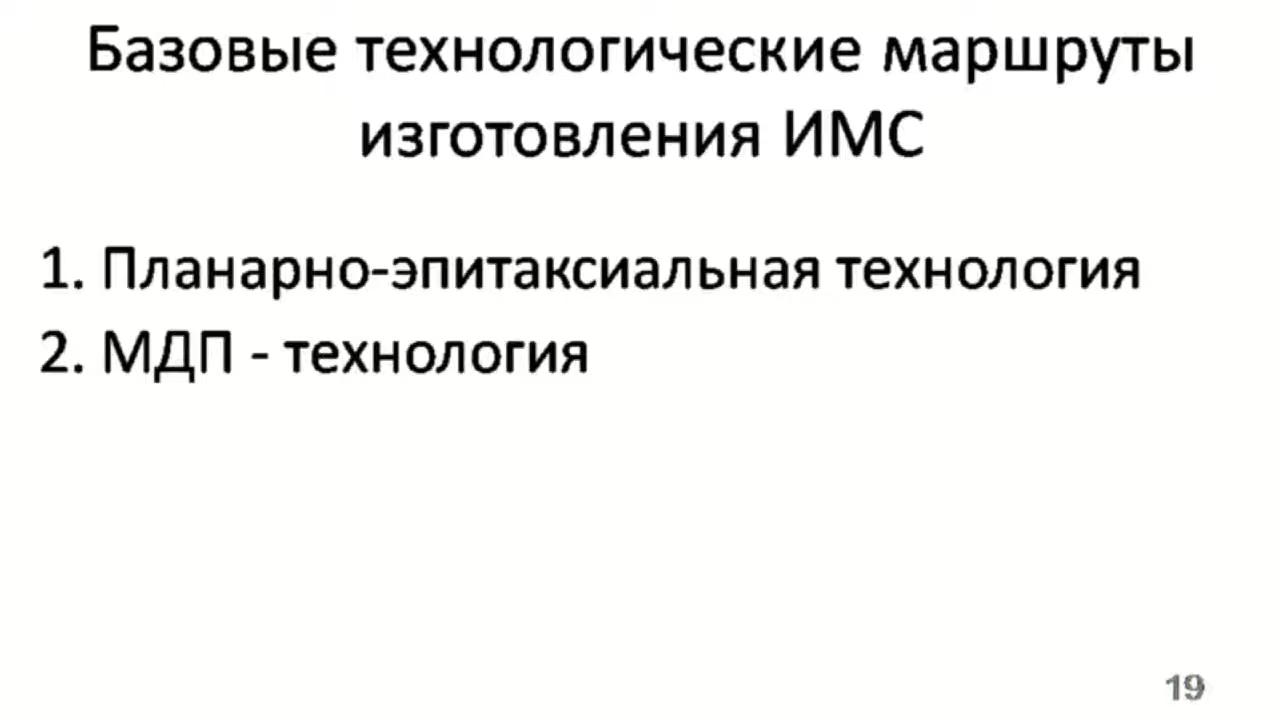 Базовые технологические маршруты
изготовления ИМС
1. Планарно-эпитаксиальная технология
2. МДП - технология
19